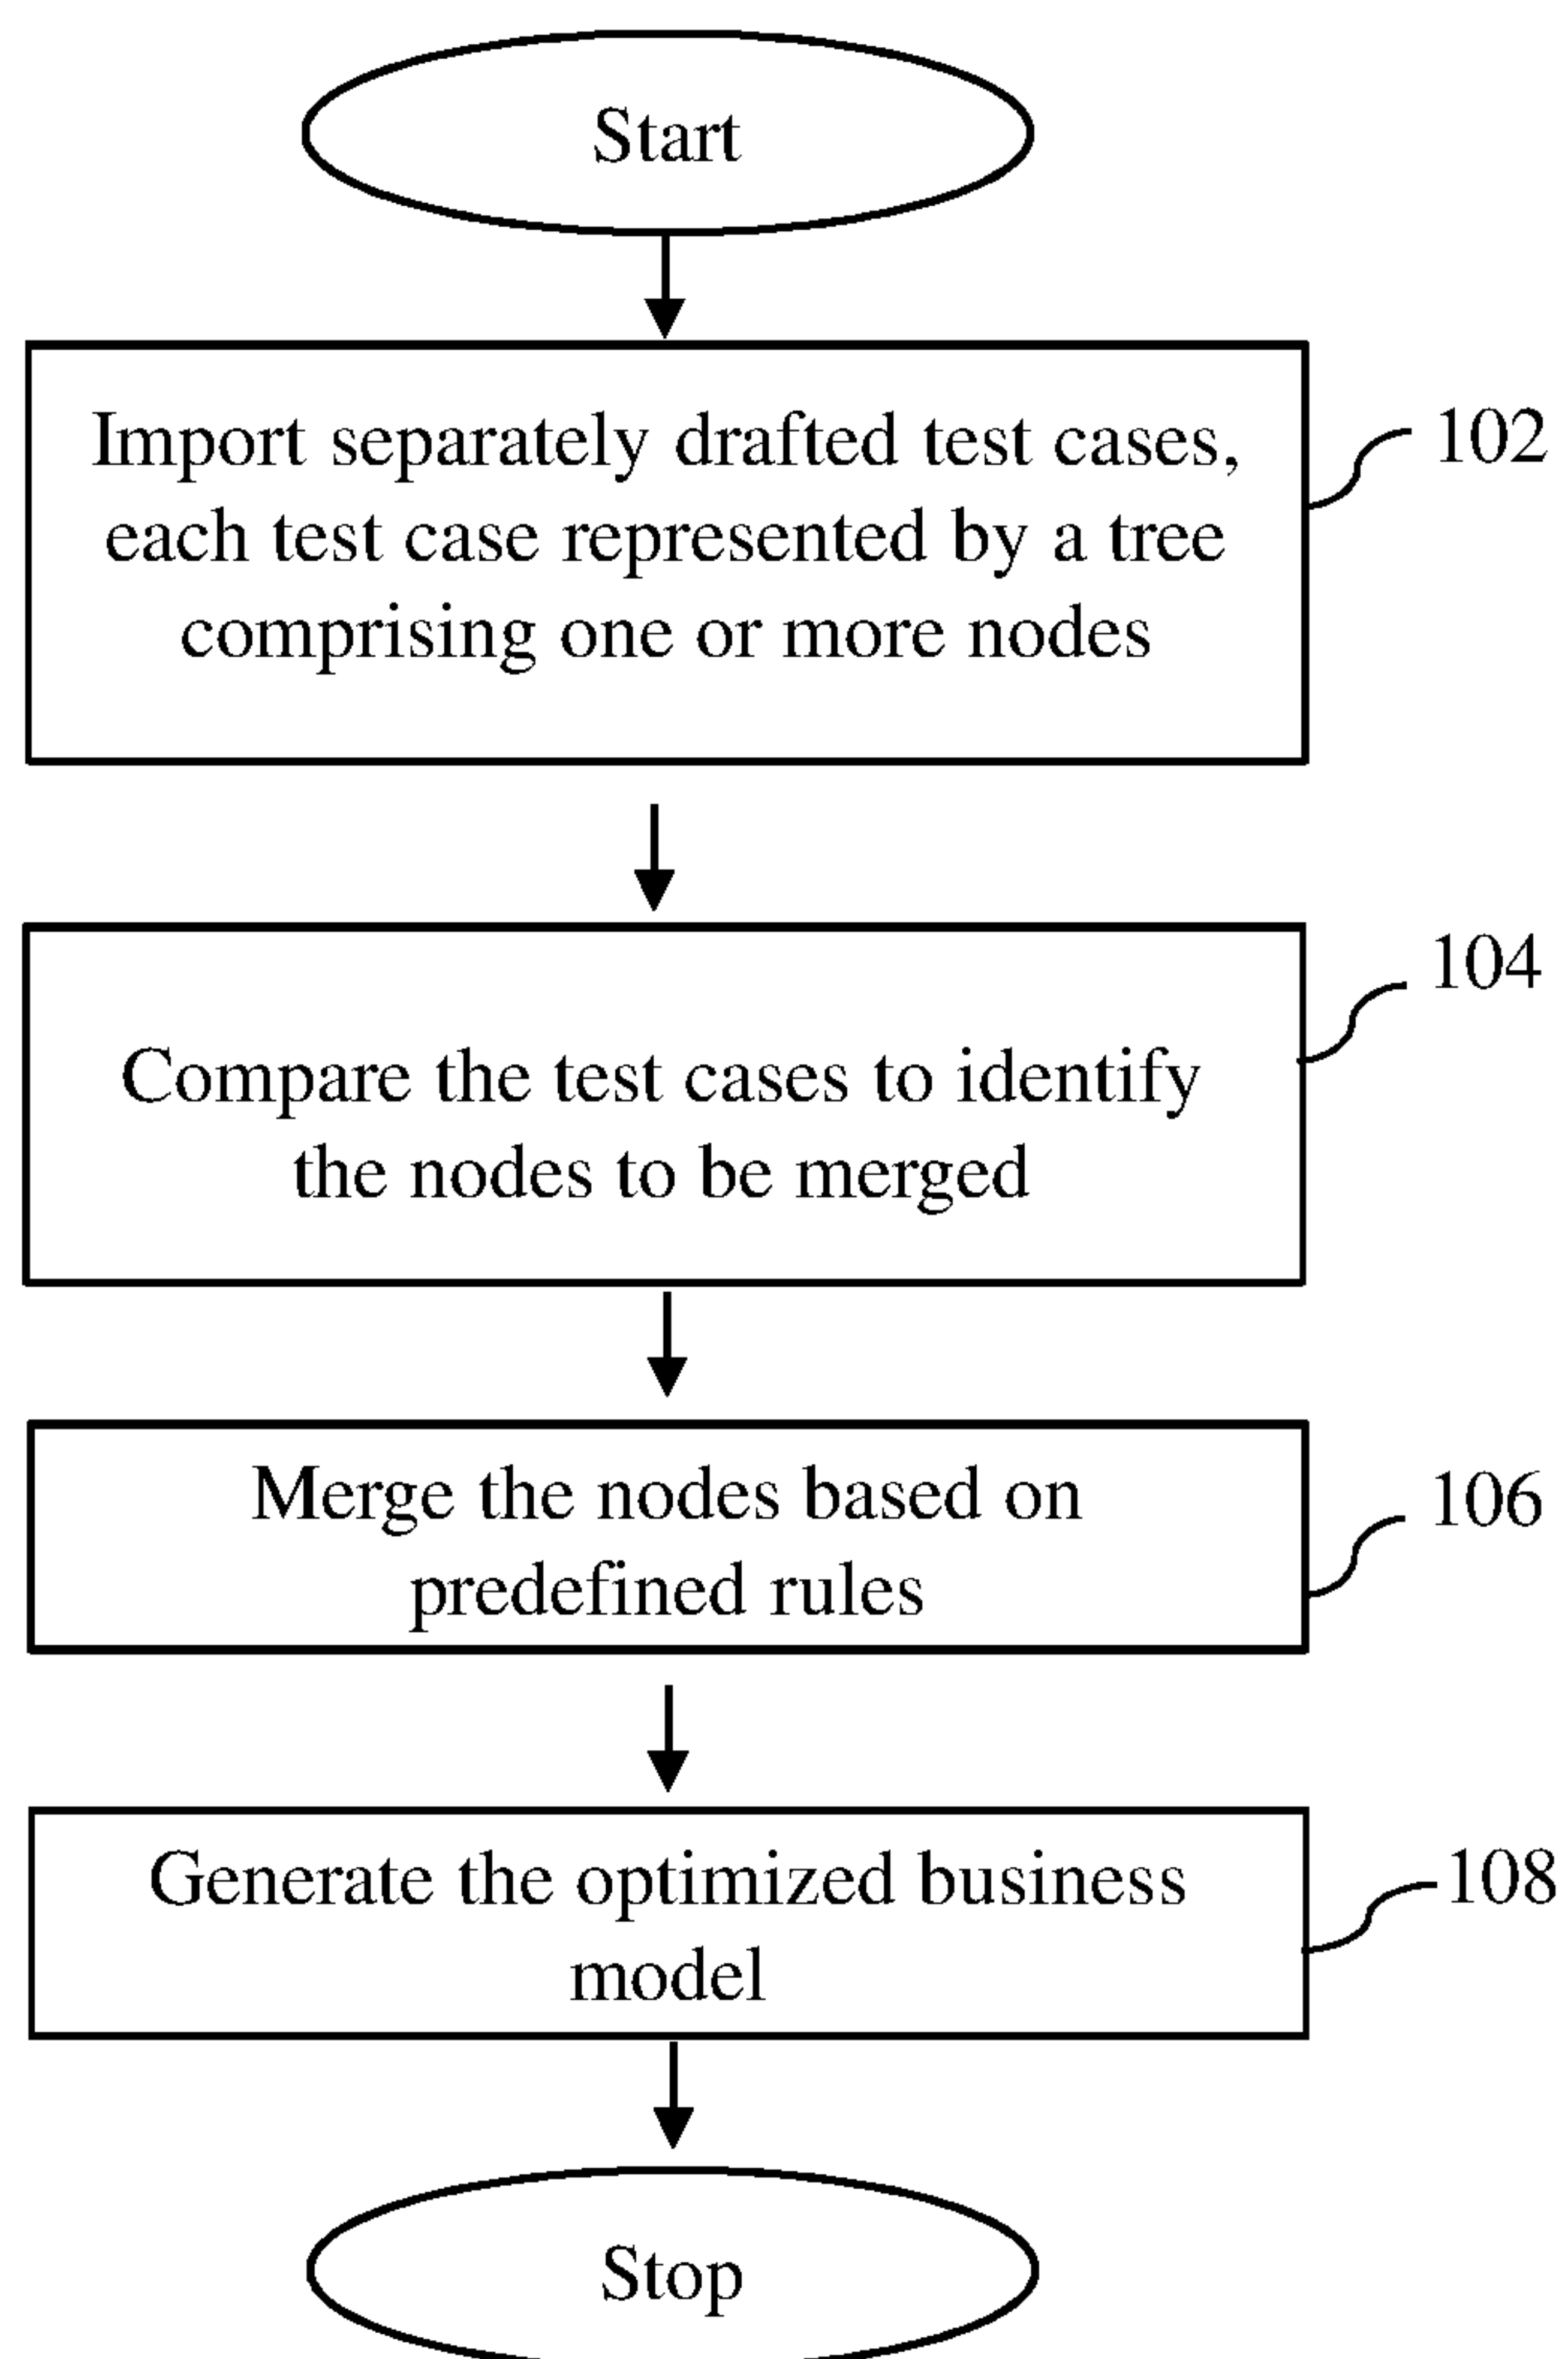 Start
Import separately drafted test cases,
each test case represented by a tree
comprising one or more nodes
102
Compare the test cases to identify
the nodes to be merged
104
Merge the nodes based on
predefined rules
106
Generate the optimized business
model
108
Stop